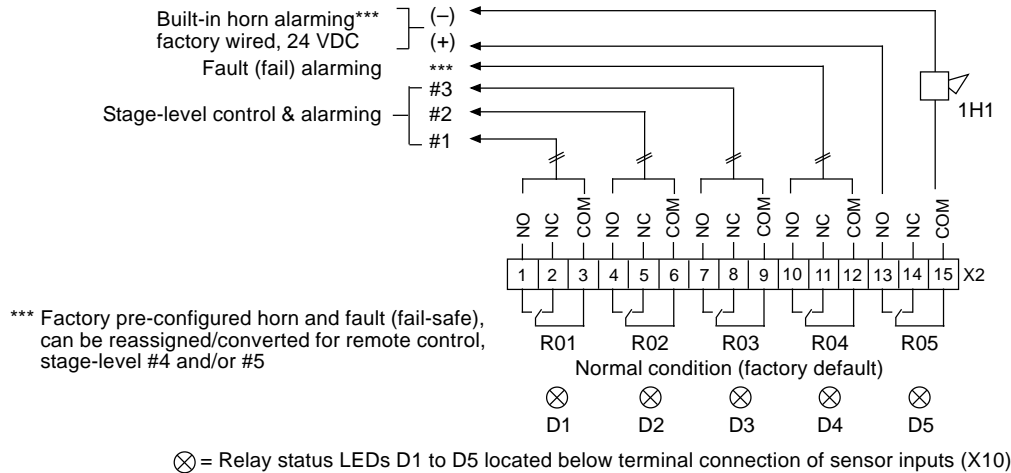 Built-in horn alarming***
factory wired, 24 VDC
(–)
(+)
Fault (fail) alarming
***
Stage-level control & alarming
#3
#2
#1
1H1
NO NC COM NO NC COM NO NC COM NO NC COM NO NC COM
1 2 3 4 5 6 7 8 9 10 11 12 13 14 15 X2
*** Factory pre-configured horn and fault (fail-safe),
can be reassigned/converted for remote control,
stage-level #4 and/or #5
R01 R02 R03 R04 R05
Normal condition (factory default)
D1 D2 D3 D4 D5
= Relay status LEDs D1 to D5 located below terminal connection of sensor inputs (X10)